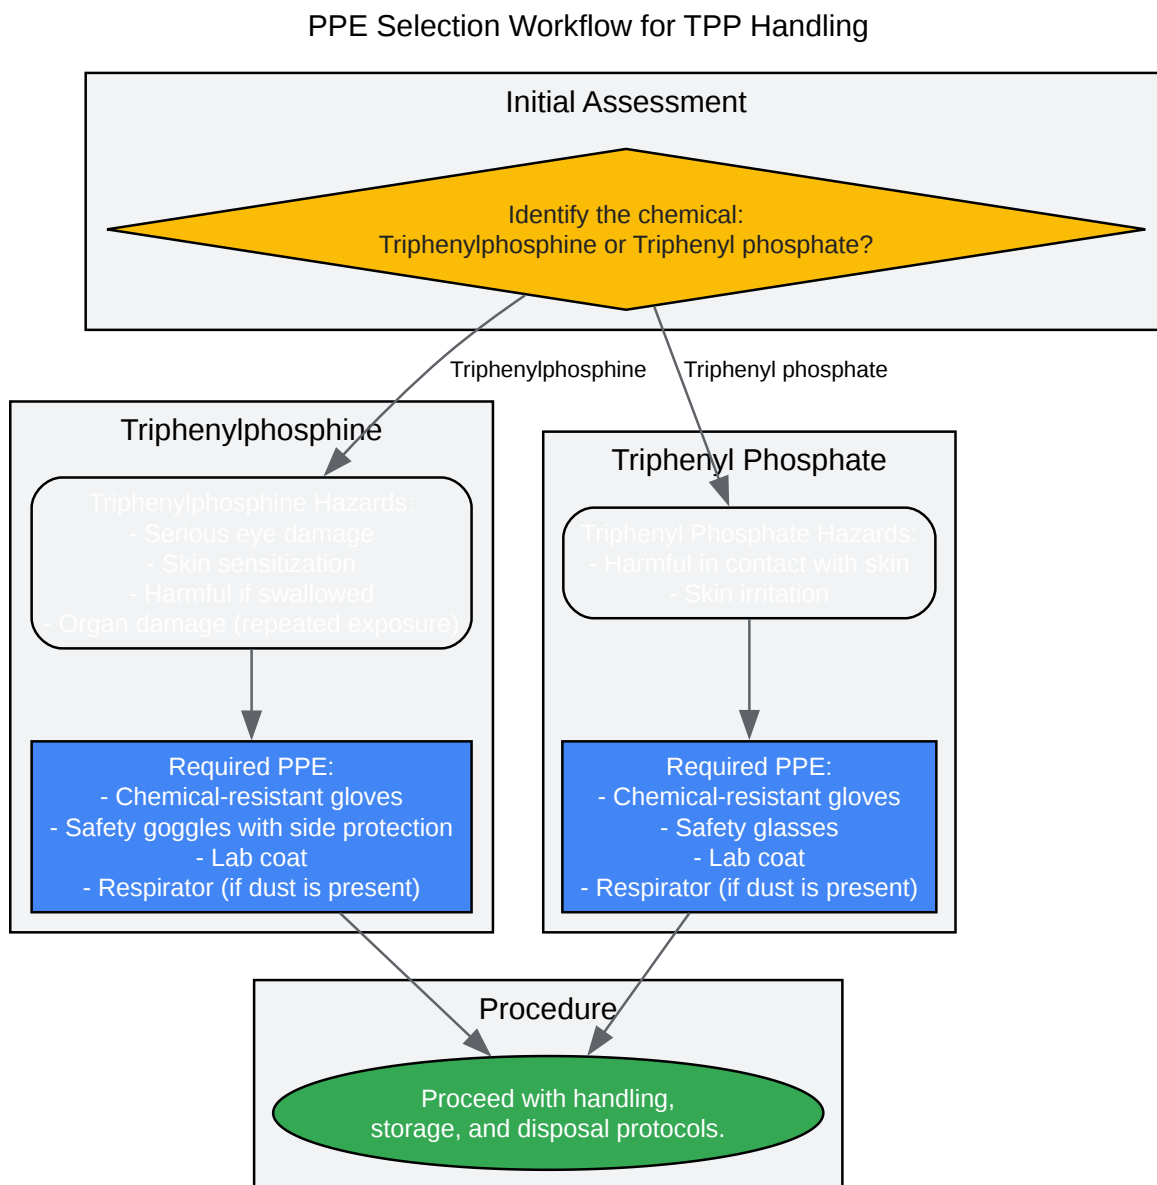 PPE Selection Workflow for TPP Handling
Initial Assessment
Identify the chemical:
Triphenylphosphine or Triphenyl phosphate?
Triphenylphosphine
Triphenyl phosphate
Triphenylphosphine
Triphenylphosphine Hazards:
- Serious eye damage
- Skin sensitization
- Harmful if swallowed
- Organ damage (repeated exposure)
Required PPE:
- Chemical-resistant gloves
- Safety goggles with side protection
- Lab coat
- Respirator (if dust is present)
Triphenyl Phosphate
Triphenyl Phosphate Hazards:
- Harmful in contact with skin
- Skin irritation
Required PPE:
- Chemical-resistant gloves
- Safety glasses
- Lab coat
- Respirator (if dust is present)
Procedure
Proceed with handling,
storage, and disposal protocols.